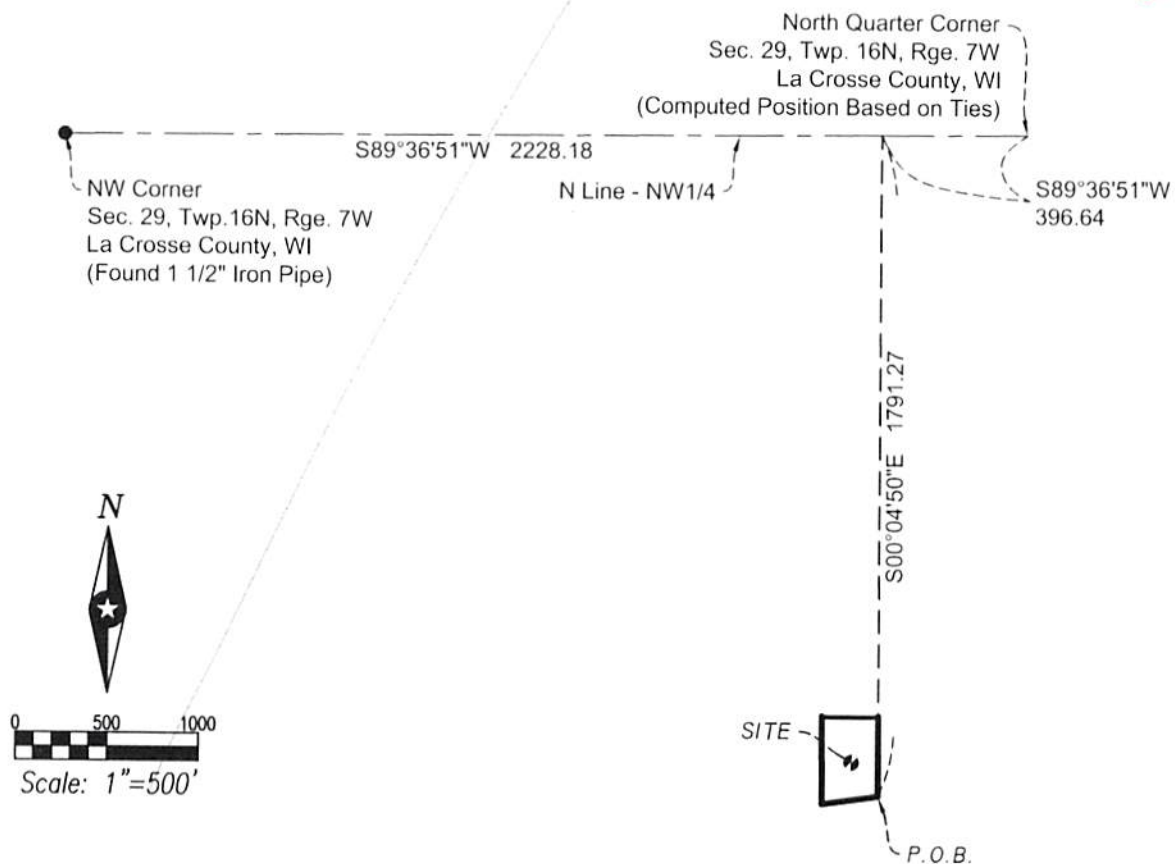 North Quarter Corner
Sec. 29, Twp. 16N, Rge. 7W
La Crosse County, WI
(Computed Position Based on Ties)
S89°36'51"W 2228.18
NW Corner
Sec. 29, Twp.16N, Rge. 7W
La Crosse County, WI
(Found 1 1/2" Iron Pipe)
N Line - NW1/4
S89°36'51"W
396.64
S00°04'50"E 1791.27
N
0 500 1000
Scale: 1"=500'
SITE
P.O.B.